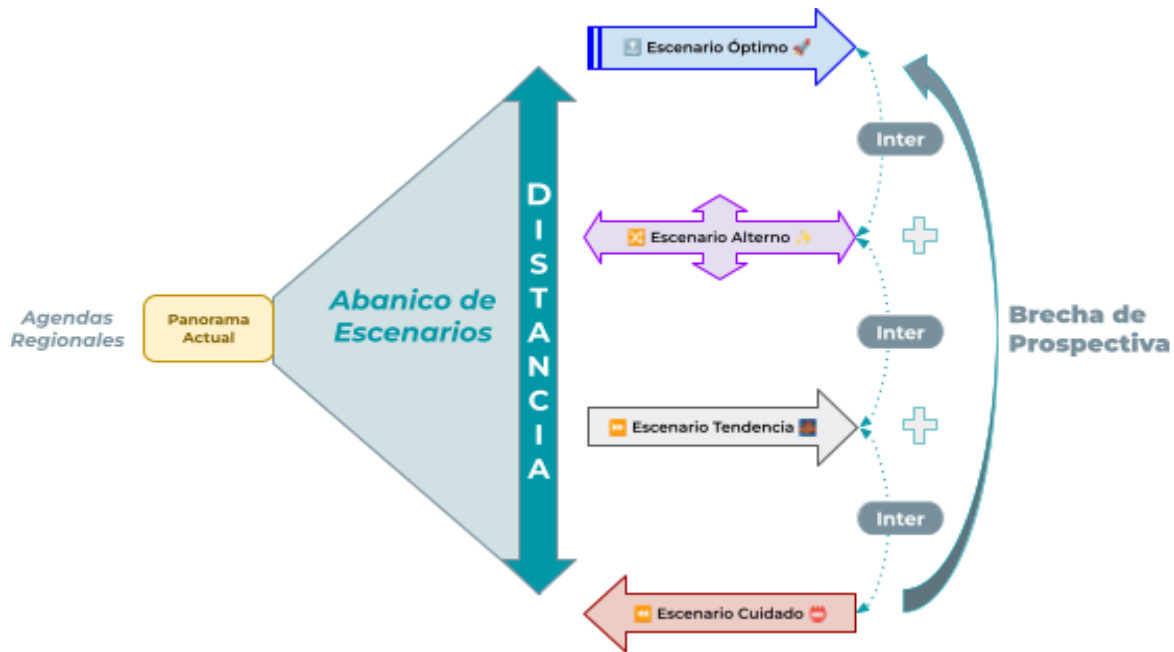 Escenario Óptimo
Inter
DISTANCIA
Escenario Alterno
Agendas
Regionales
Panorama
Actual
Abanico de
Escenarios
Inter
Brecha de
Prospectiva
Escenario Tendencia
Inter
Escenario Cuidado